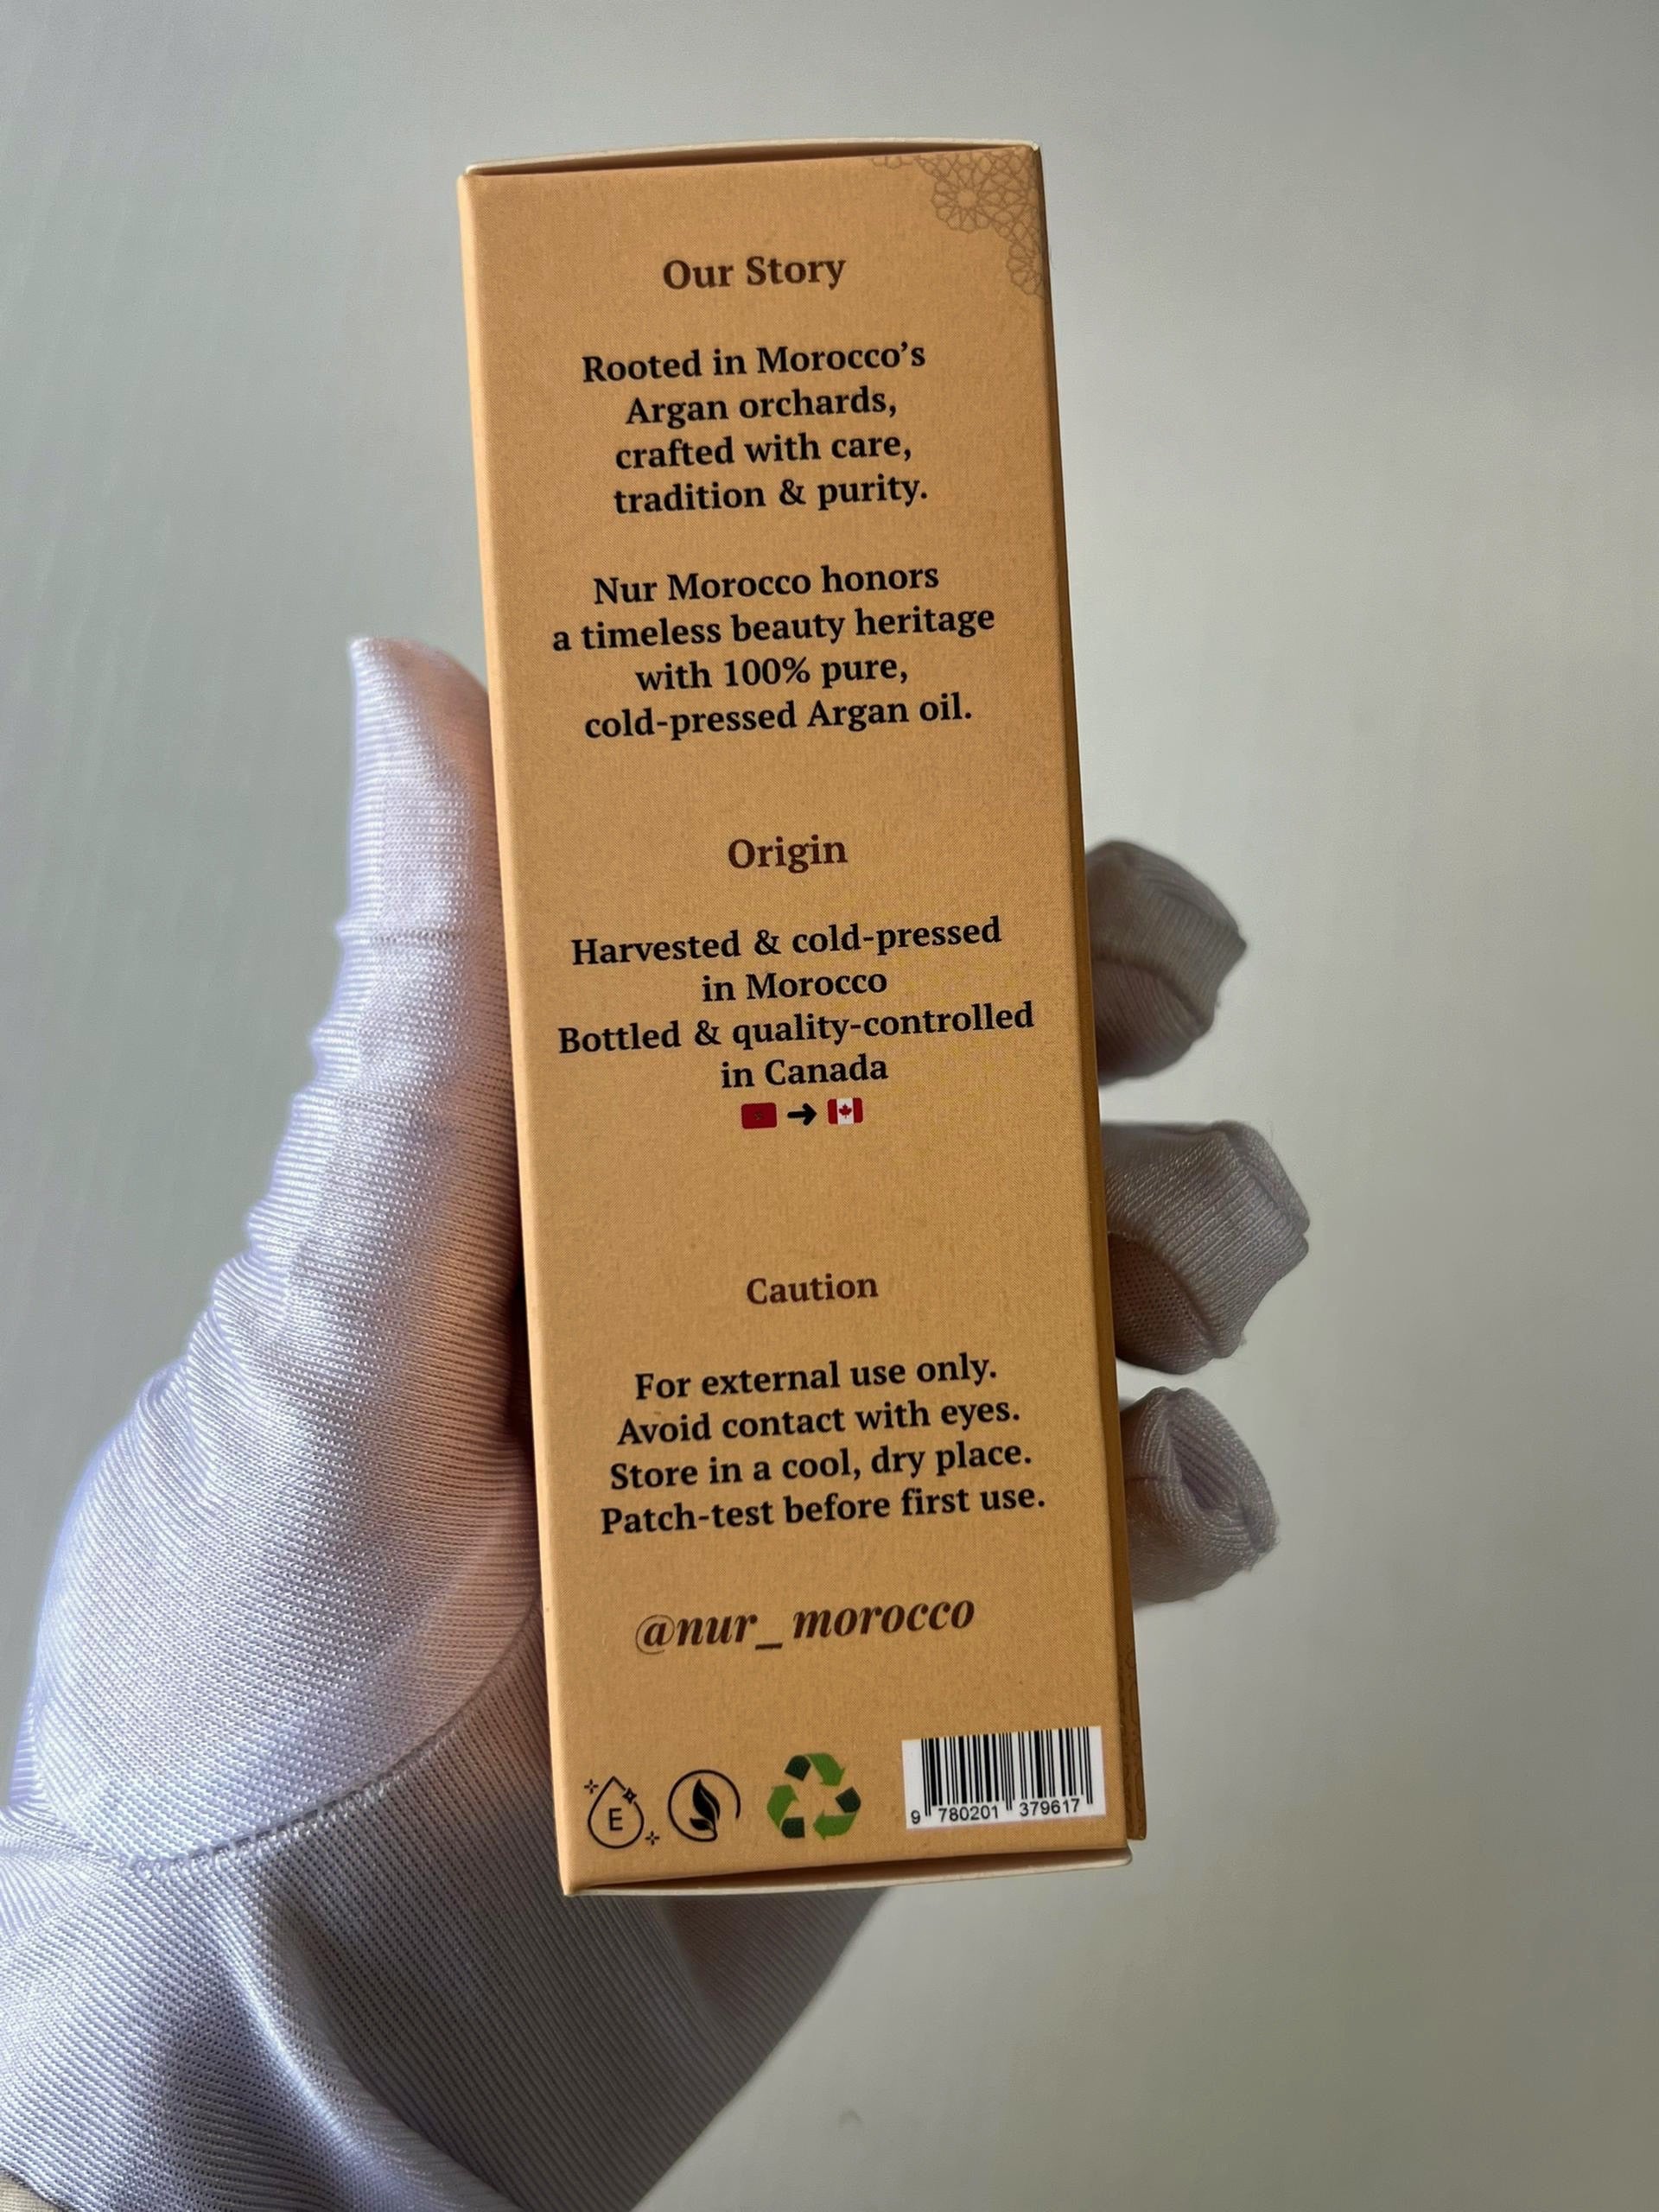 Our Story
Rooted in Morocco’s
Argan orchards,
crafted with care,
tradition & purity.
Nur Morocco honors
a timeless beauty heritage
with 100% pure,
cold-pressed Argan oil.
Origin
Harvested & cold-pressed
in Morocco
Bottled & quality-controlled
in Canada
Caution
For external use only.
Avoid contact with eyes.
Store in a cool, dry place.
Patch-test before first use.
@nur_ morocco
E
9 780201 379617